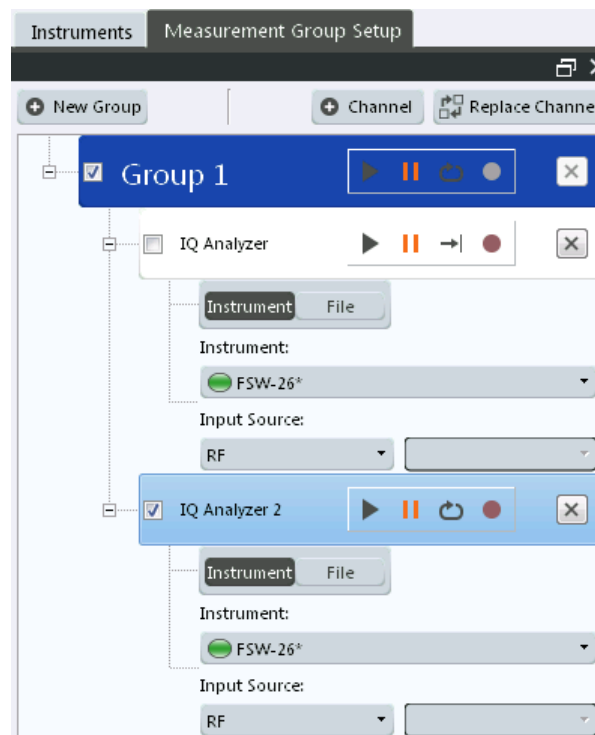 Instruments
Measurement Group Setup
New Group
Channel
Replace Channe
Group 1
IQ Analyzer
Instrument
File
Instrument:
FSW-26*
Input Source:
RF
IQ Analyzer 2
Instrument
File
Instrument:
FSW-26*
Input Source:
RF